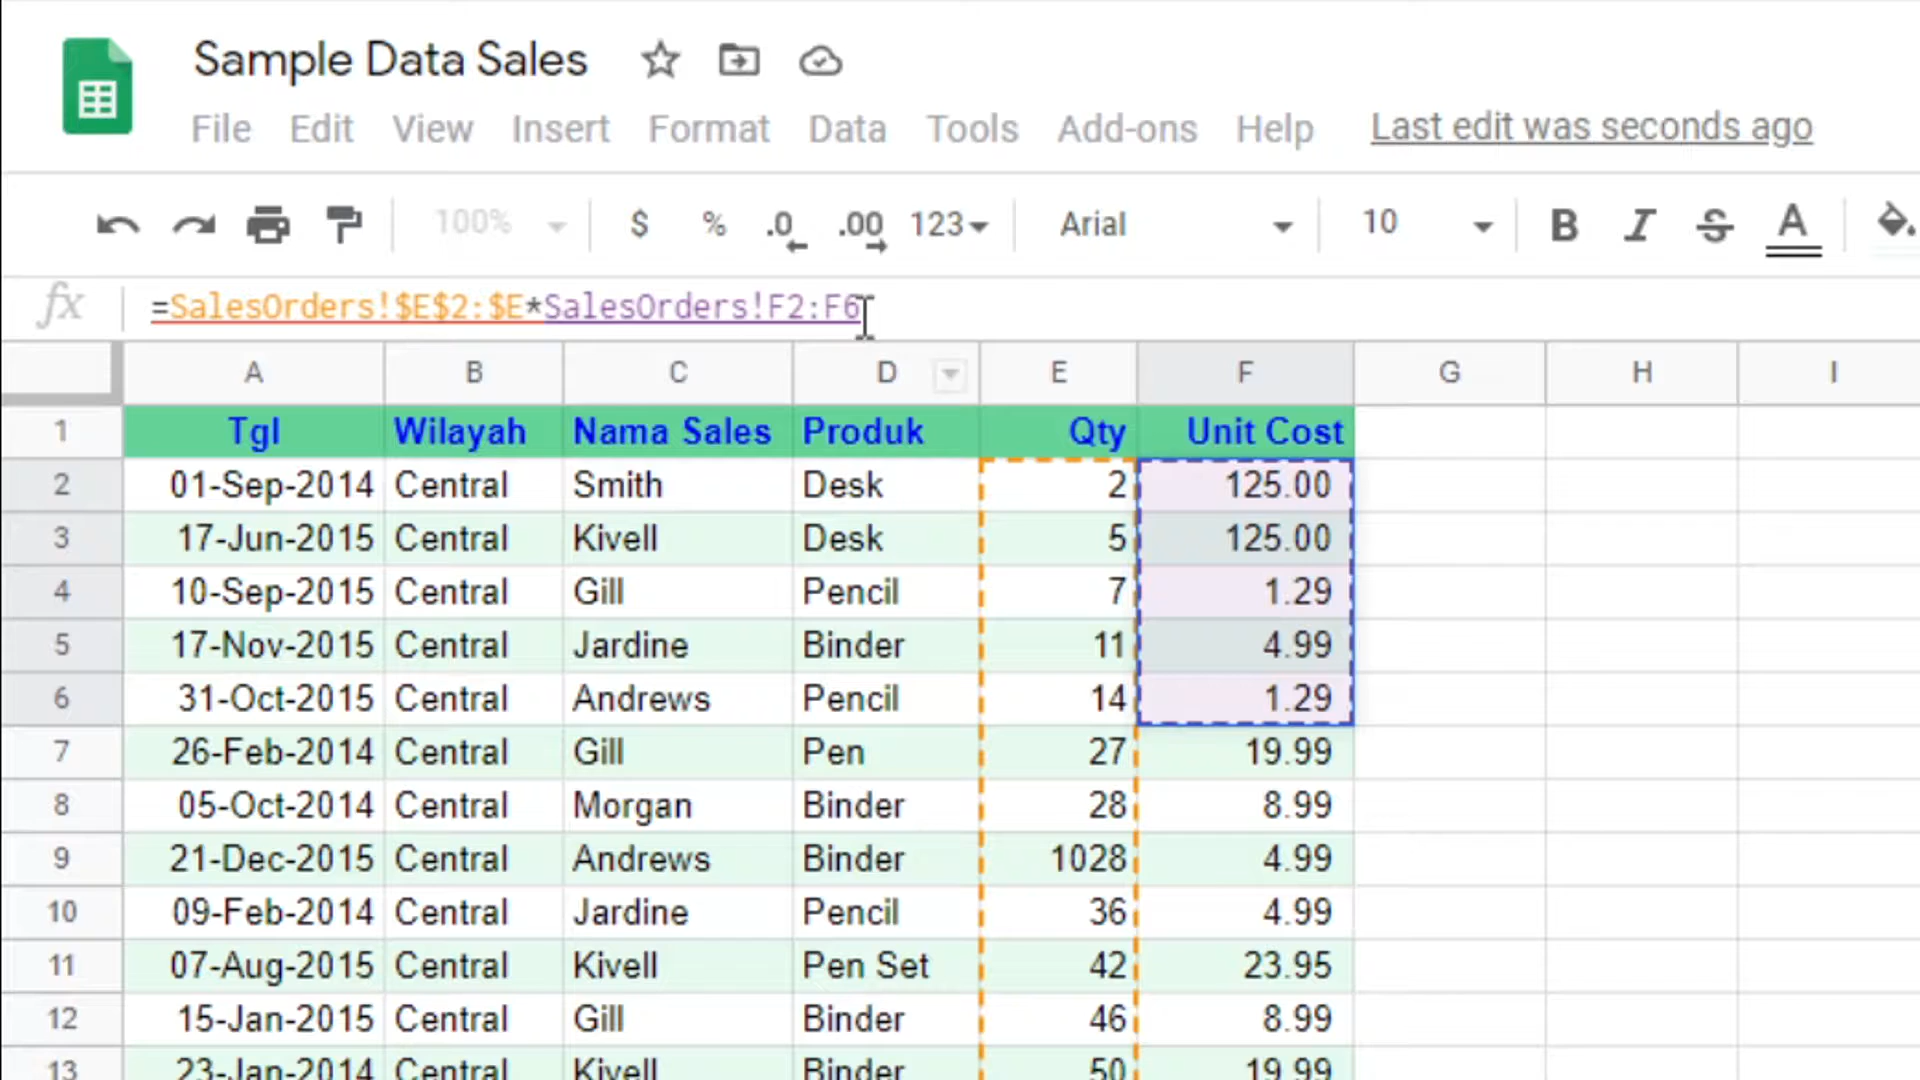 Sample Data Sales
File Edit View Insert Format Data Tools Add-ons Help Last edit was seconds ago
100% $ % .0 .00 123 Arial 10 B I S A
fx =SalesOrders!$E$2:$E*SalesOrders!F2:F6
A B C D E F G H I
1 Tgl Wilayah Nama Sales Produk Qty Unit Cost
2 01-Sep-2014 Central Smith Desk 2 125.00
3 17-Jun-2015 Central Kivell Desk 5 125.00
4 10-Sep-2015 Central Gill Pencil 7 1.29
5 17-Nov-2015 Central Jardine Binder 11 4.99
6 31-Oct-2015 Central Andrews Pencil 14 1.29
7 26-Feb-2014 Central Gill Pen 27 19.99
8 05-Oct-2014 Central Morgan Binder 28 8.99
9 21-Dec-2015 Central Andrews Binder 1028 4.99
10 09-Feb-2014 Central Jardine Pencil 36 4.99
11 07-Aug-2015 Central Kivell Pen Set 42 23.95
12 15-Jan-2015 Central Gill Binder 46 8.99
13 23-Jan-2014 Central Kivell Binder 50 19.99